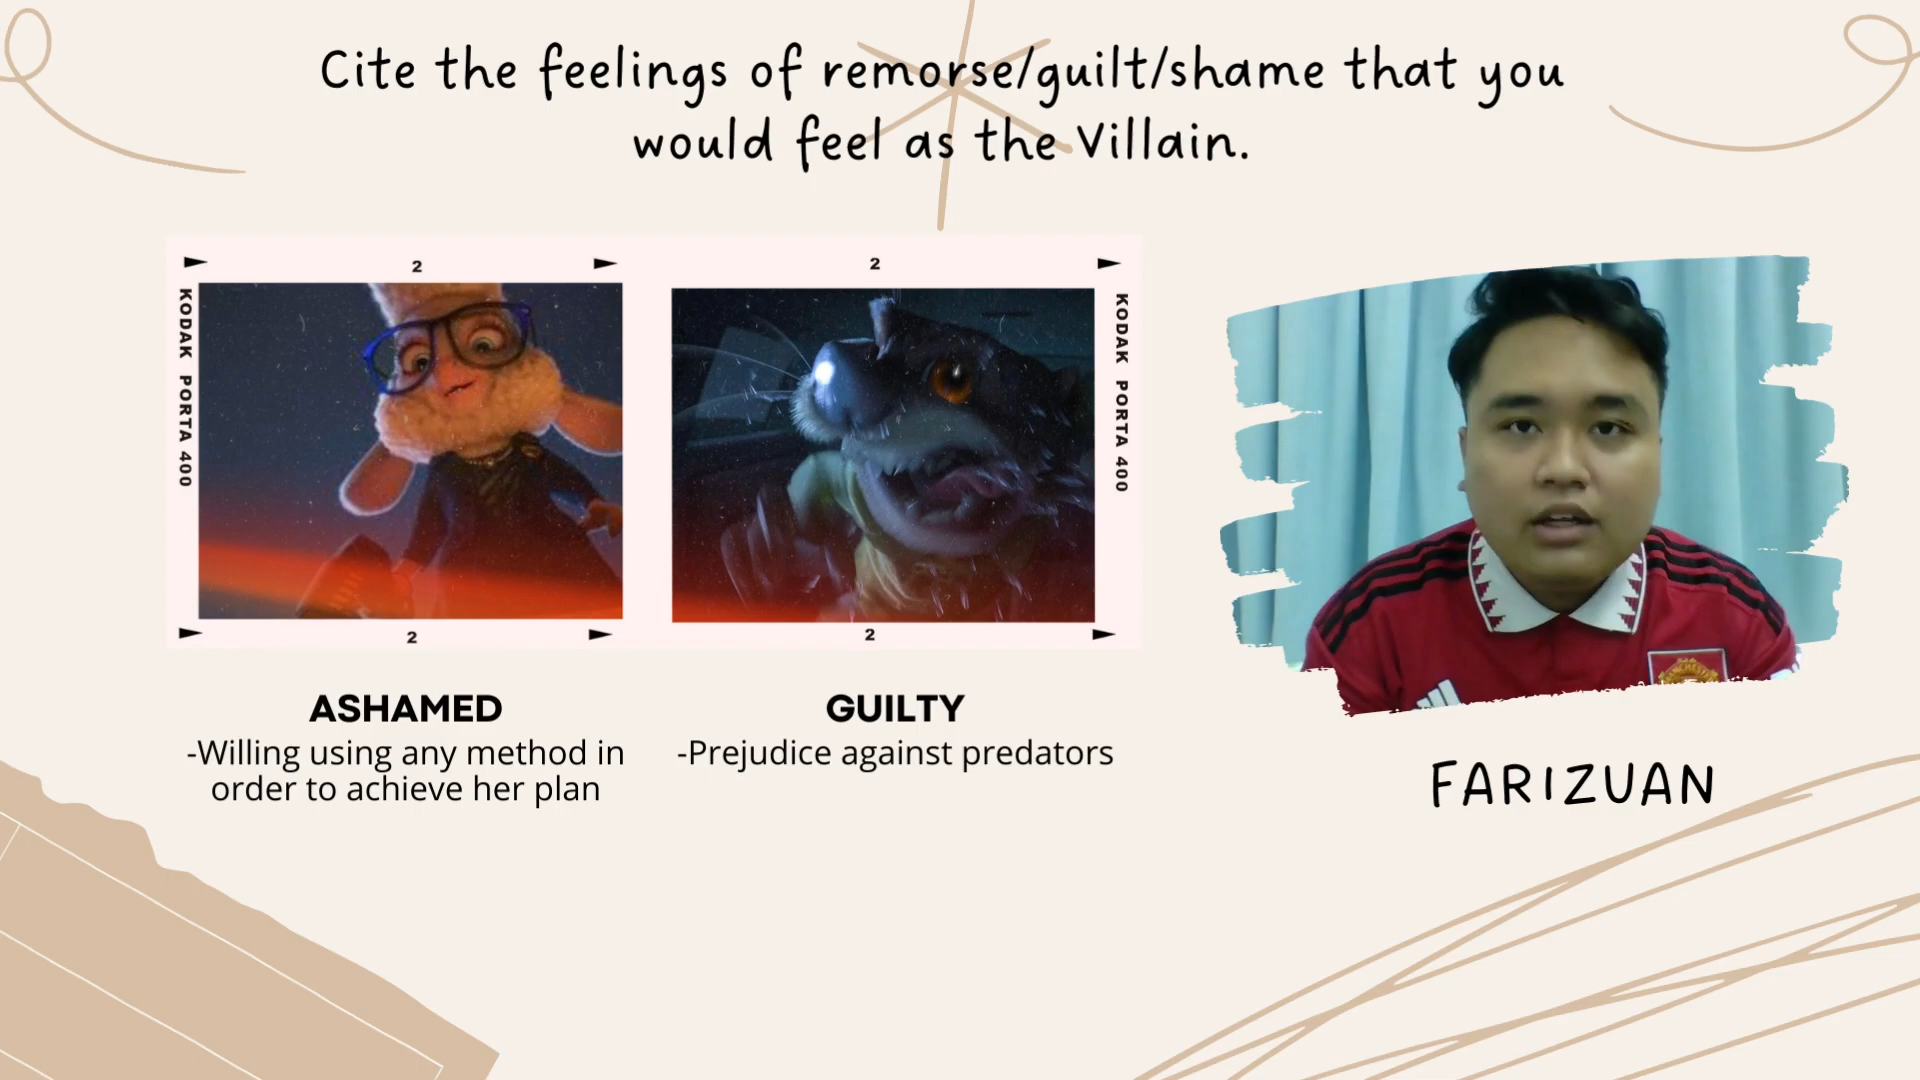 Cite the feelings of remorse/guilt/shame that you
would feel as the Villain.
2
2
KODAK PORTA 400
KODAK PORTA 400
2
2
ASHAMED
-Willing using any method in
order to achieve her plan
GUILTY
-Prejudice against predators
FARIZUAN